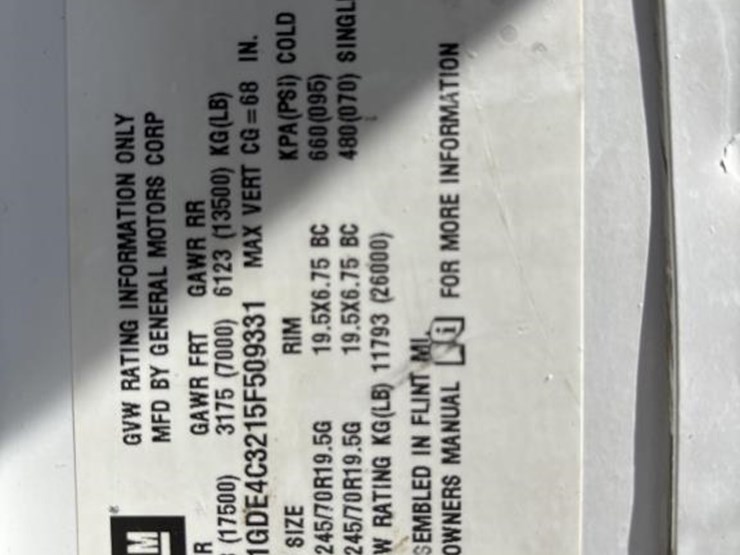 M
GVW RATING INFORMATION ONLY
MFD BY GENERAL MOTORS CORP
R GAWR FRT GAWR RR
(17500) 3175 (7000) 6123 (13500) KG(LB)
1GDE4C3215F509331 MAX VERT CG=68 IN.
SIZE RIM KPA(PSI) COLD
245/70R19.5G 19.5X6.75 BC 660(095)
245/70R19.5G 19.5X6.75 BC 480(070) SINGL
W RATING KG(LB) 11793 (26000)
SEMBLED IN FLINT MI.
OWNERS MANUAL i FOR MORE INFORMATION